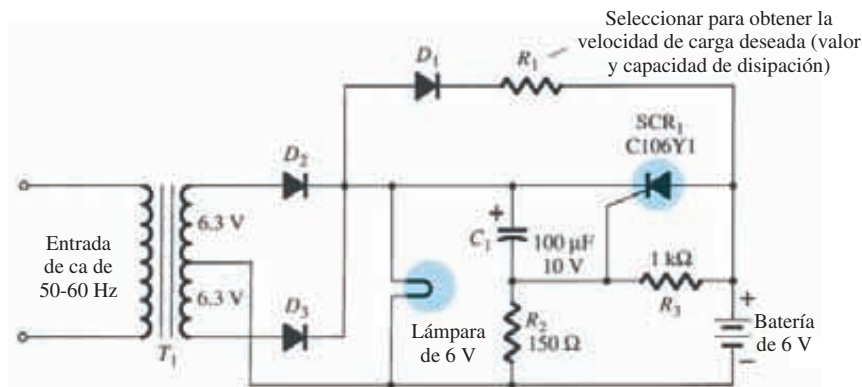 Seleccionar para obtener la
velocidad de carga deseada (valor
y capacidad de disipación)
D1
R1
SCR1
C106Y1
D2
+
C1
100 μF
10 V
1 kΩ
R3
6.3 V
Entrada
de ca de
50-60 Hz
6.3 V
D3
T1
Lámpara
de 6 V
R2
150 Ω
+
Batería
de 6 V
–